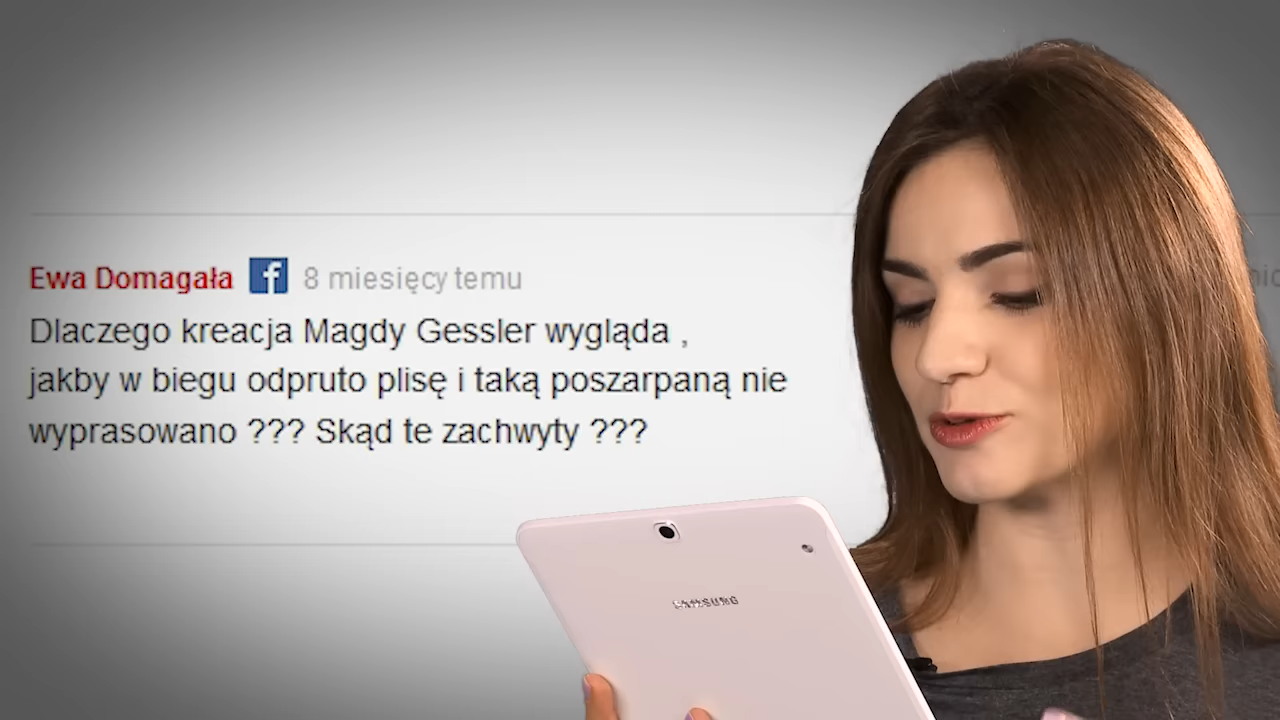 Ewa Domagała f 8 miesięcy temu
Dlaczego kreacja Magdy Gessler wygląda ,
jakby w biegu odpruto plisę i taką poszarpaną nie
wyprasowano ??? Skąd te zachwyty ???
SAMSUNG